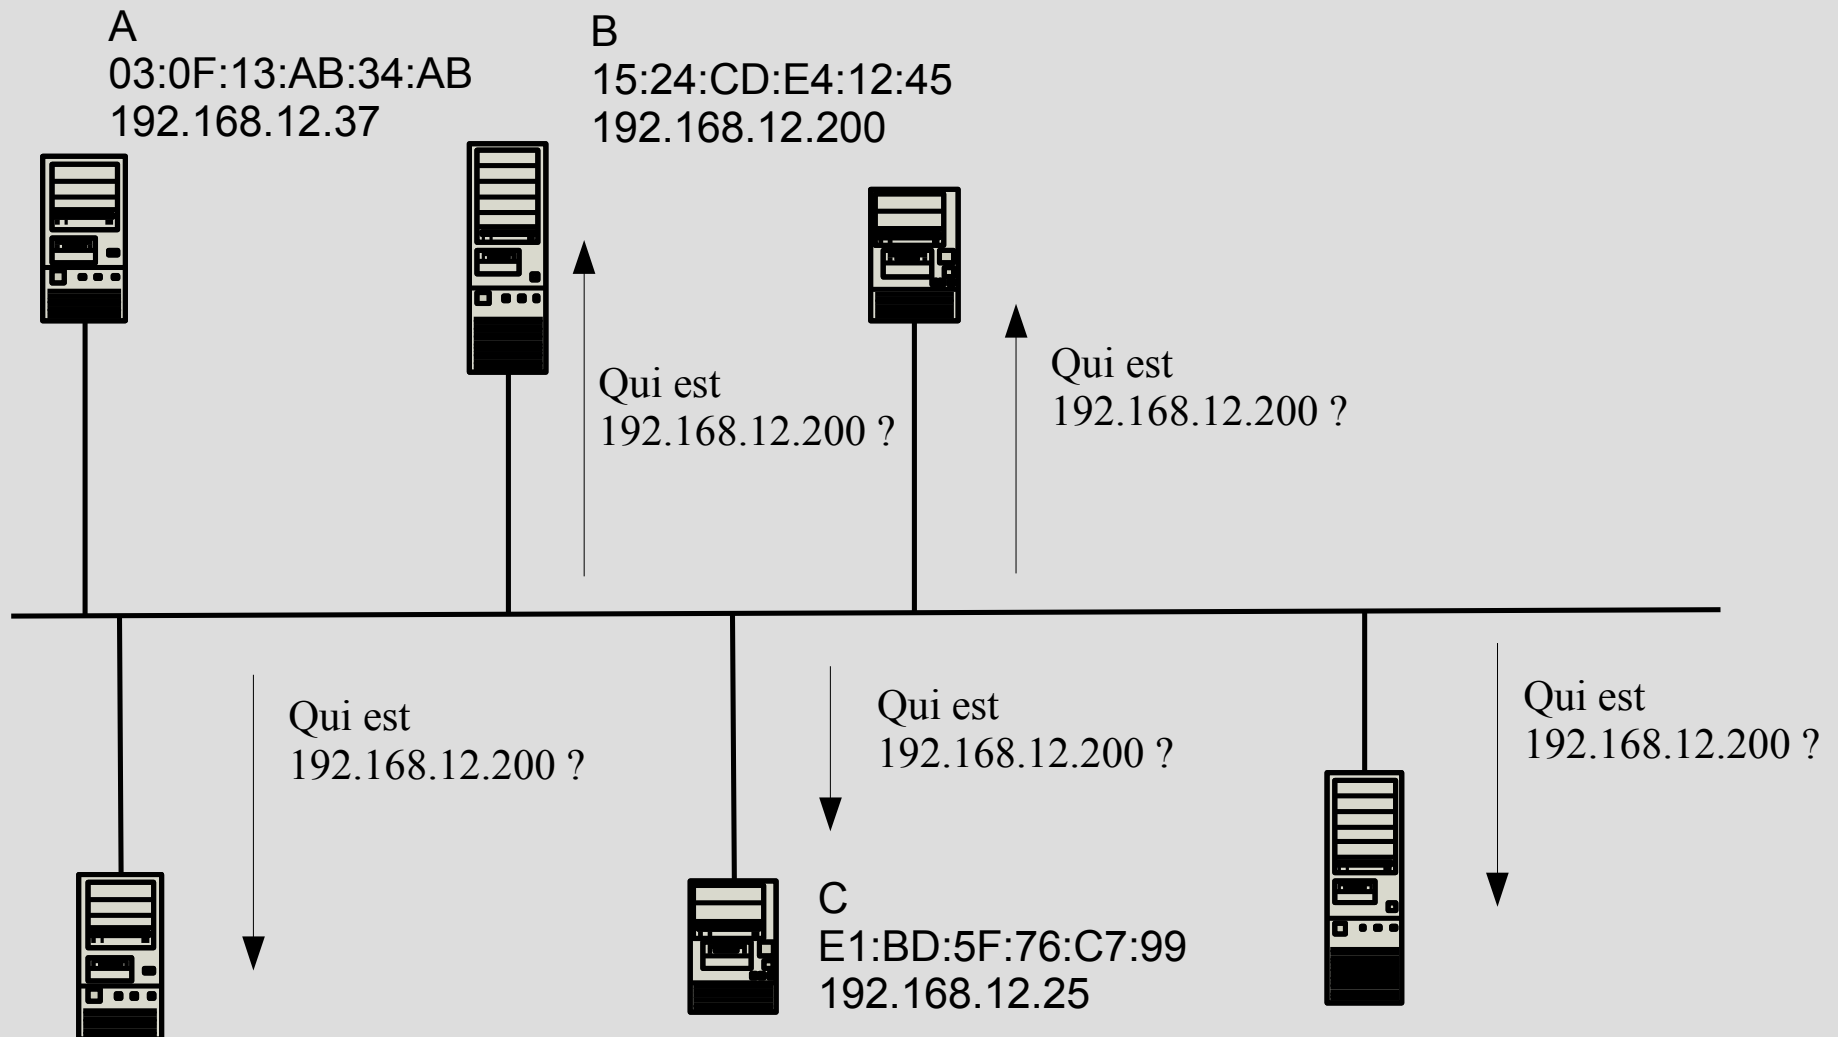 A
03:0F:13:AB:34:AB
192.168.12.37
B
15:24:CD:E4:12:45
192.168.12.200
Qui est
192.168.12.200 ?
Qui est
192.168.12.200 ?
Qui est
192.168.12.200 ?
Qui est
192.168.12.200 ?
Qui est
192.168.12.200 ?
C
E1:BD:5F:76:C7:99
192.168.12.25